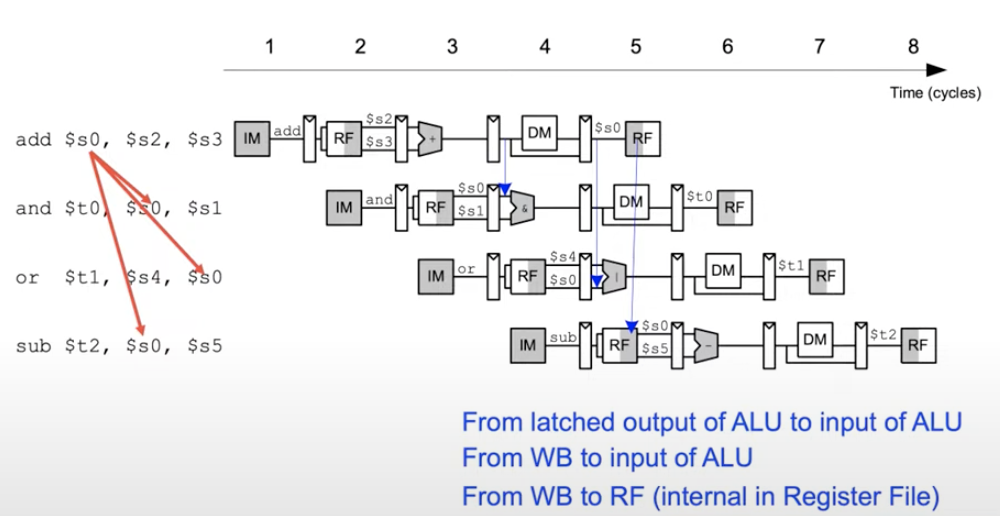 1 2 3 4 5 6 7 8
Time (cycles)
add $s0, $s2, $s3 IM add RF $s2 $s3 + DM $s0 RF
and $t0, $s0, $s1 IM and RF $s0 $s1 & DM $t0 RF
or $t1, $s4, $s0 IM or RF $s4 $s0 | DM $t1 RF
sub $t2, $s0, $s5 IM sub RF $s0 $s5 - DM $t2 RF
From latched output of ALU to input of ALU
From WB to input of ALU
From WB to RF (internal in Register File)